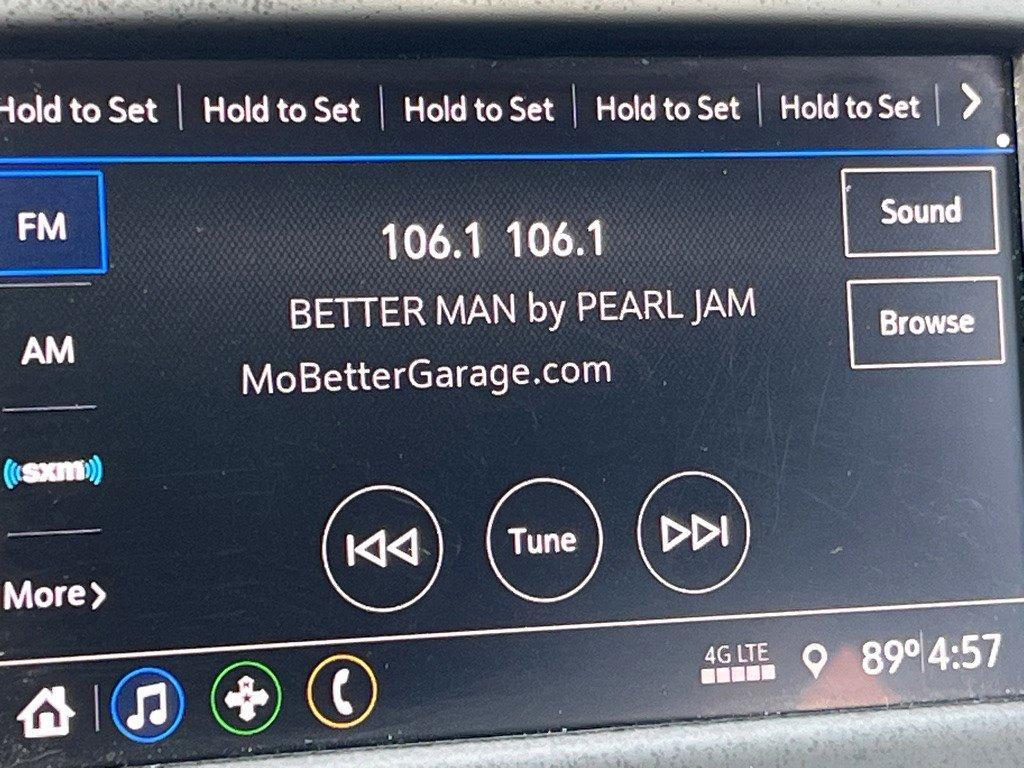 Hold to Set Hold to Set Hold to Set Hold to Set Hold to Set
FM
106.1 106.1
Sound
BETTER MAN by PEARL JAM
Browse
AM
MoBetterGarage.com
sxm
Tune
More
4G LTE
89° 4:57